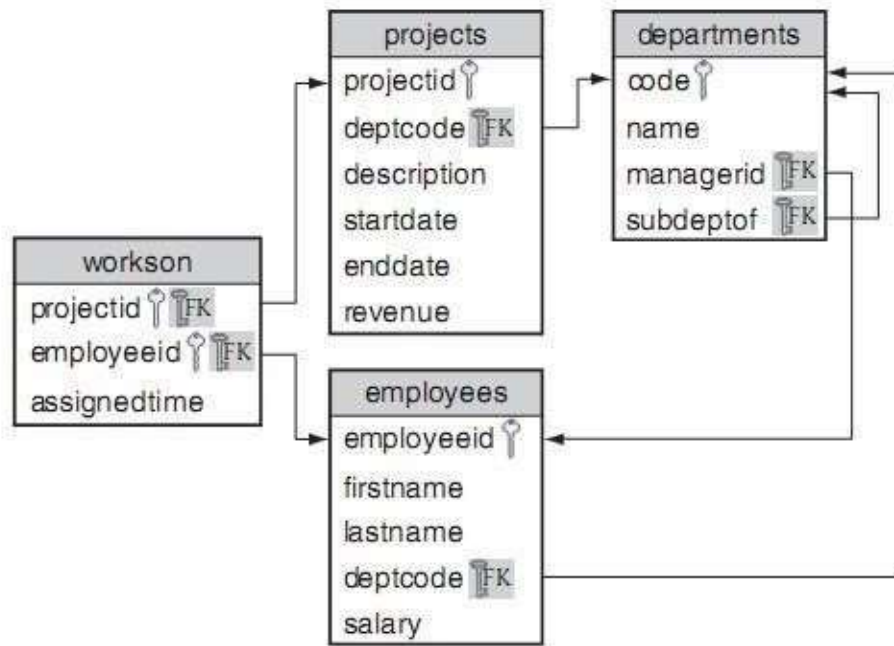 projects
projectid
deptcode FK
description
startdate
enddate
revenue
departments
code
name
managerid FK
subdeptof FK
workson
projectid FK
employeeid FK
assignedtime
employees
employeeid
firstname
lastname
deptcode FK
salary